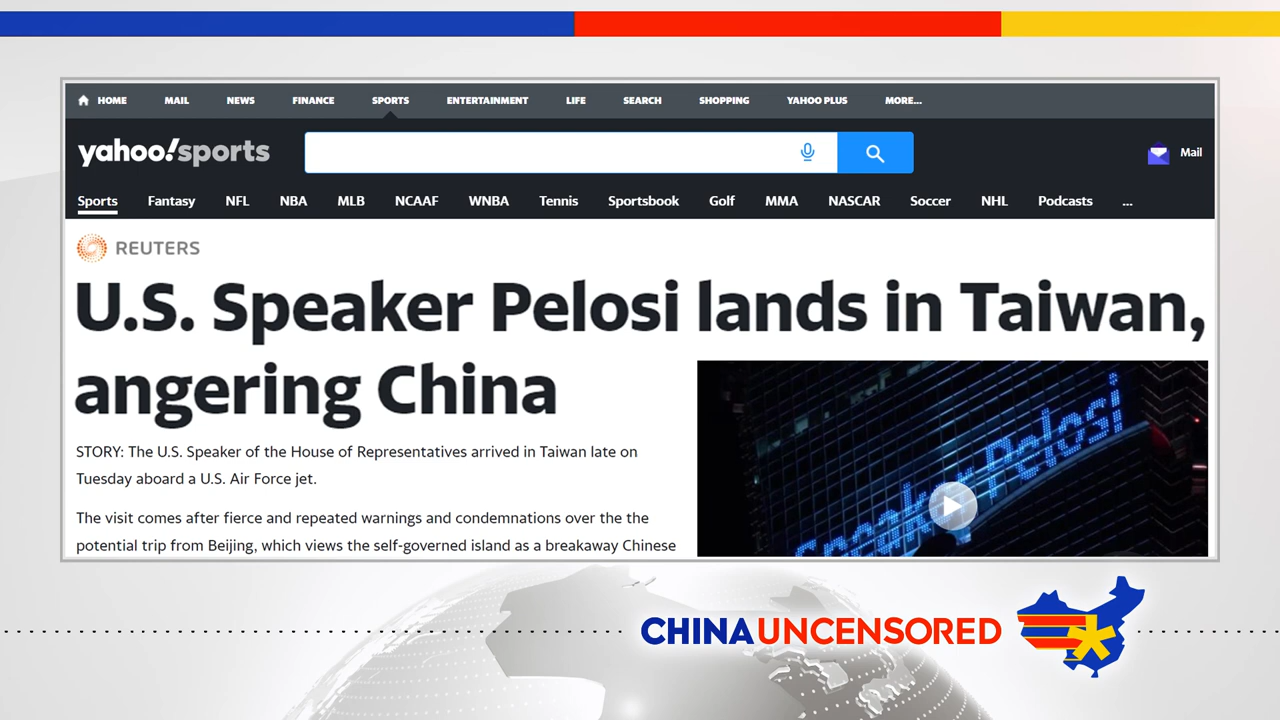 HOME MAIL NEWS FINANCE SPORTS ENTERTAINMENT LIFE SEARCH SHOPPING YAHOO PLUS MORE...
yahoo!sports
Mail
Sports Fantasy NFL NBA MLB NCAAF WNBA Tennis Sportsbook Golf MMA NASCAR Soccer NHL Podcasts ...
REUTERS
U.S. Speaker Pelosi lands in Taiwan,
angering China
STORY: The U.S. Speaker of the House of Representatives arrived in Taiwan late on
Tuesday aboard a U.S. Air Force jet.
The visit comes after fierce and repeated warnings and condemnations over the the
potential trip from Beijing, which views the self-governed island as a breakaway Chinese
Speaker Pelosi
CHINA UNCENSORED